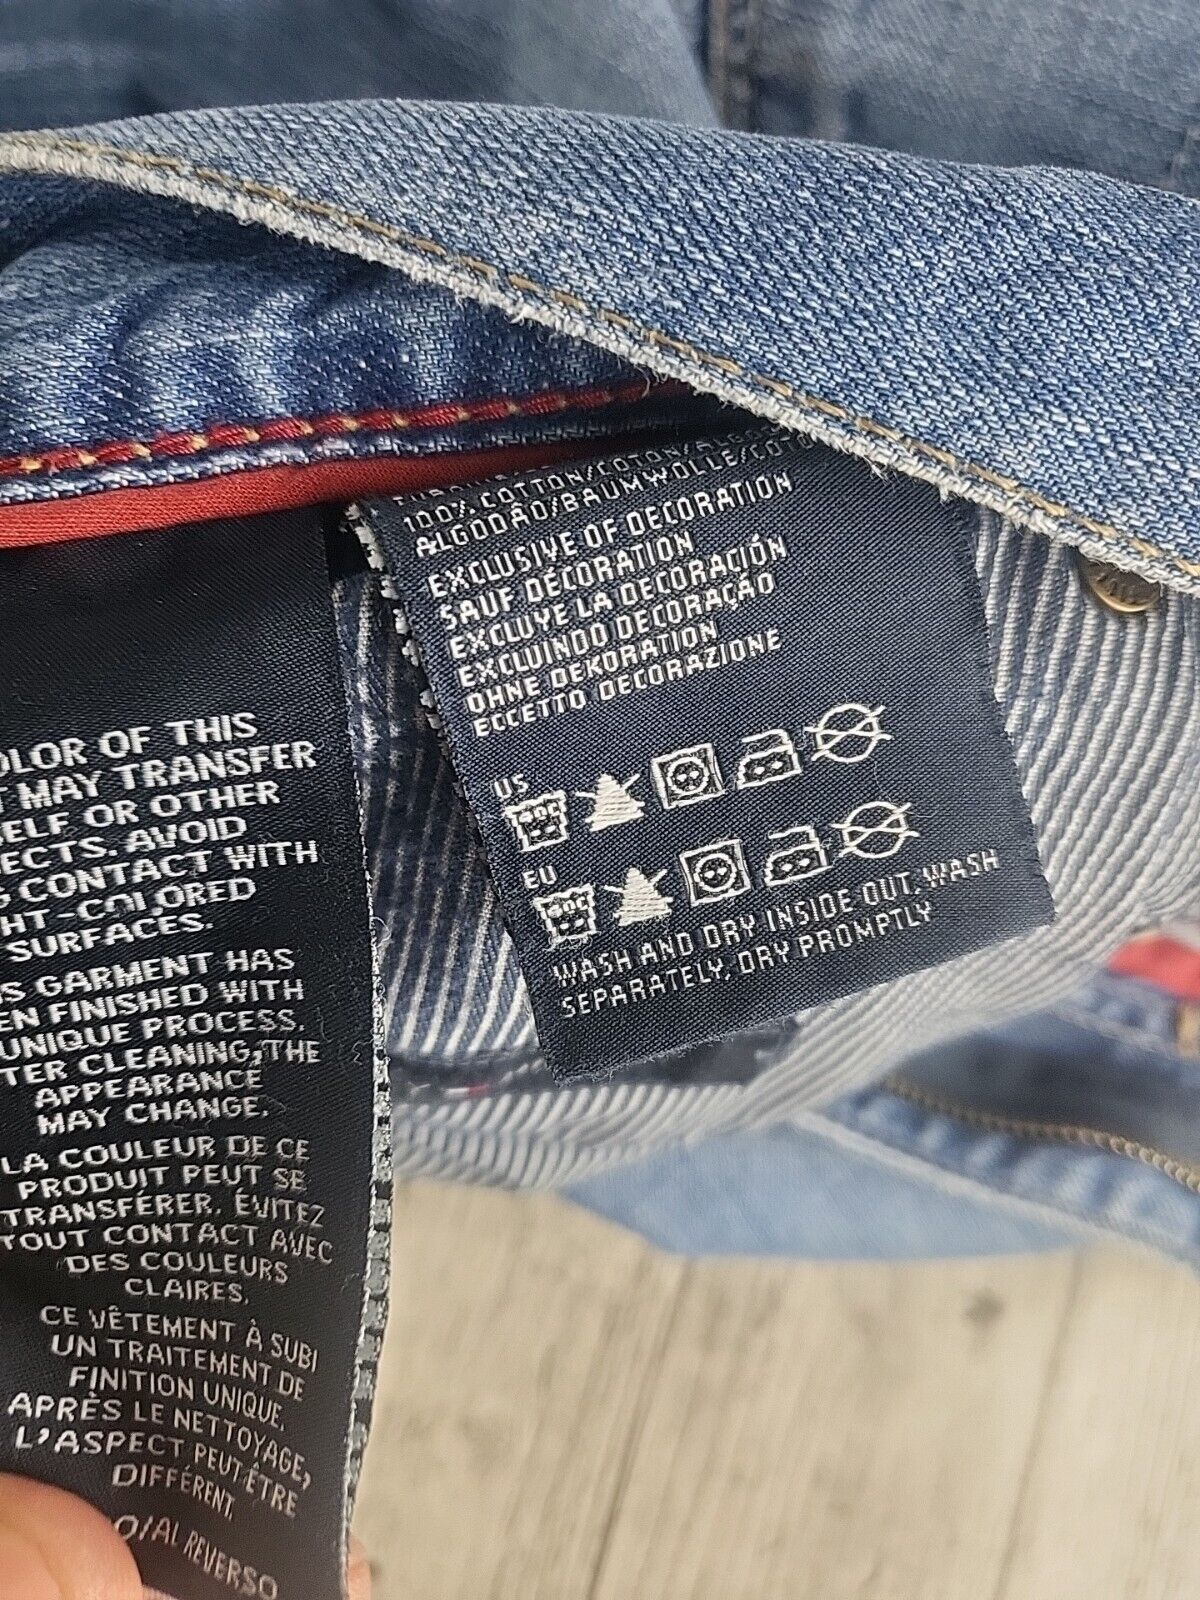 100% COTTON/COTON/
ALGODÃO/BAUMWOLLE/
EXCLUSIVE OF DECORATION
SAUF DÉCORATION
EXCLUYE LA DECORACIÓN
EXCLUINDO DECORAÇÃO
OHNE DEKORATION
ECCETTO DECORAZIONE
US
EU
WASH AND DRY INSIDE OUT, WASH
SEPARATELY, DRY PROMPTLY
OLOR OF THIS
T MAY TRANSFER
SELF OR OTHER
ECTS. AVOID
G CONTACT WITH
HT-COLORED
SURFACES.
IS GARMENT HAS
EN FINISHED WITH
UNIQUE PROCESS.
TER CLEANING, THE
APPEARANCE
MAY CHANGE.
LA COULEUR DE CE
PRODUIT PEUT SE
TRANSFÉRER. ÉVITEZ
TOUT CONTACT AVEC
DES COULEURS
CLAIRES.
CE VÊTEMENT À SUBI
UN TRAITEMENT DE
FINITION UNIQUE.
APRÈS LE NETTOYAGE,
L'ASPECT PEUT ÊTRE
DIFFÉRENT.
O/AL REVERSO